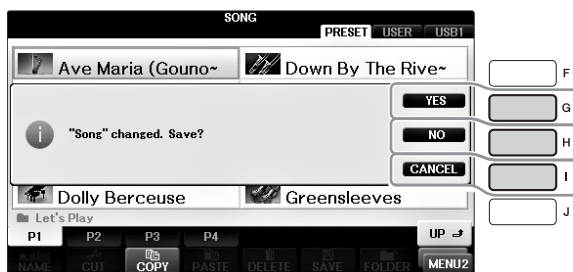 SONG
PRESET USER USB1
Ave Maria (Gouno~ Down By The Rive~
F
YES
G
"Song" changed. Save?
NO
H
CANCEL
I
Dolly Berceuse Greensleeves
J
Let's Play
P1 P2 P3 P4 UP
NAME CUT COPY PASTE DELETE SAVE FOLDER MENU2